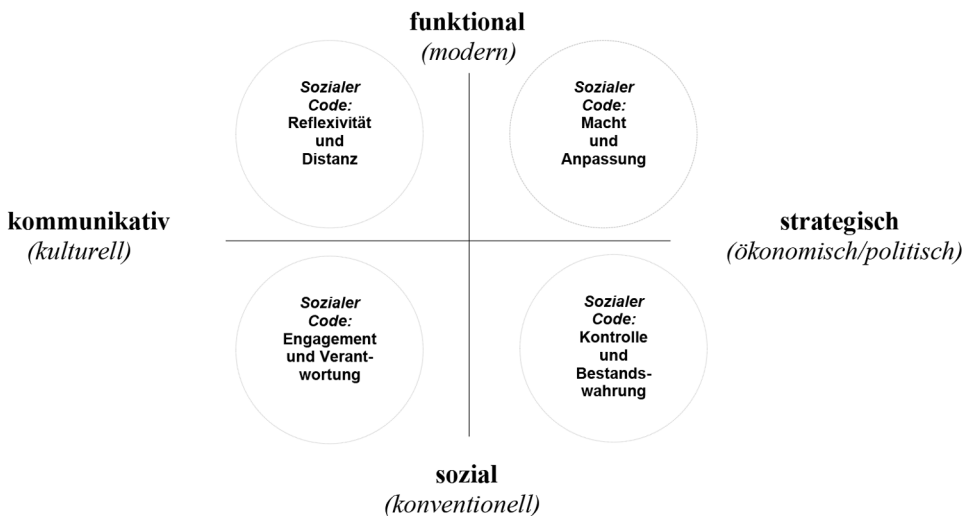 funktional
(modern)
Sozialer
Code:
Reflexivität
und
Distanz
Sozialer
Code:
Macht
und
Anpassung
kommunikativ
(kulturell)
strategisch
(ökonomisch/politisch)
Sozialer
Code:
Engagement
und Verant-
wortung
Sozialer
Code:
Kontrolle
und
Bestands-
wahrung
sozial
(konventionell)